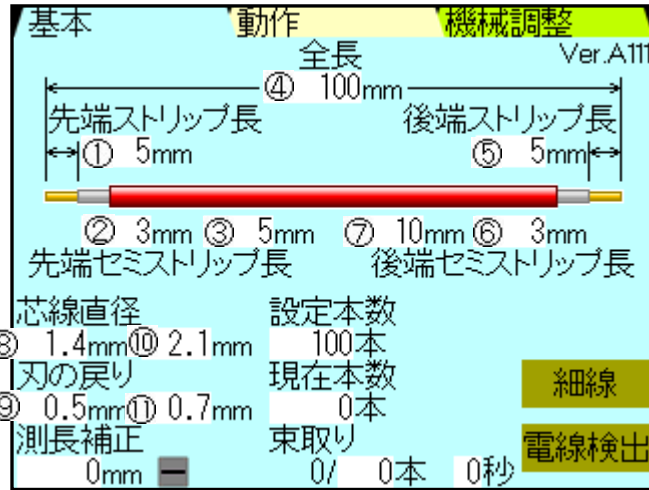 基本 動作 機械調整
全長 Ver.A111
④ 100mm
先端ストリップ長 後端ストリップ長
① 5mm ⑤ 5mm
② 3mm ③ 5mm ⑦ 10mm ⑥ 3mm
先端セミストリップ長 後端セミストリップ長
芯線直径 設定本数
⑧ 1.4mm ⑩ 2.1mm 100本
刃の戻り 現在本数 細線
⑨ 0.5mm ⑪ 0.7mm 0本
測長補正 束取り 電線検出
0mm ー 0/ 0本 0秒